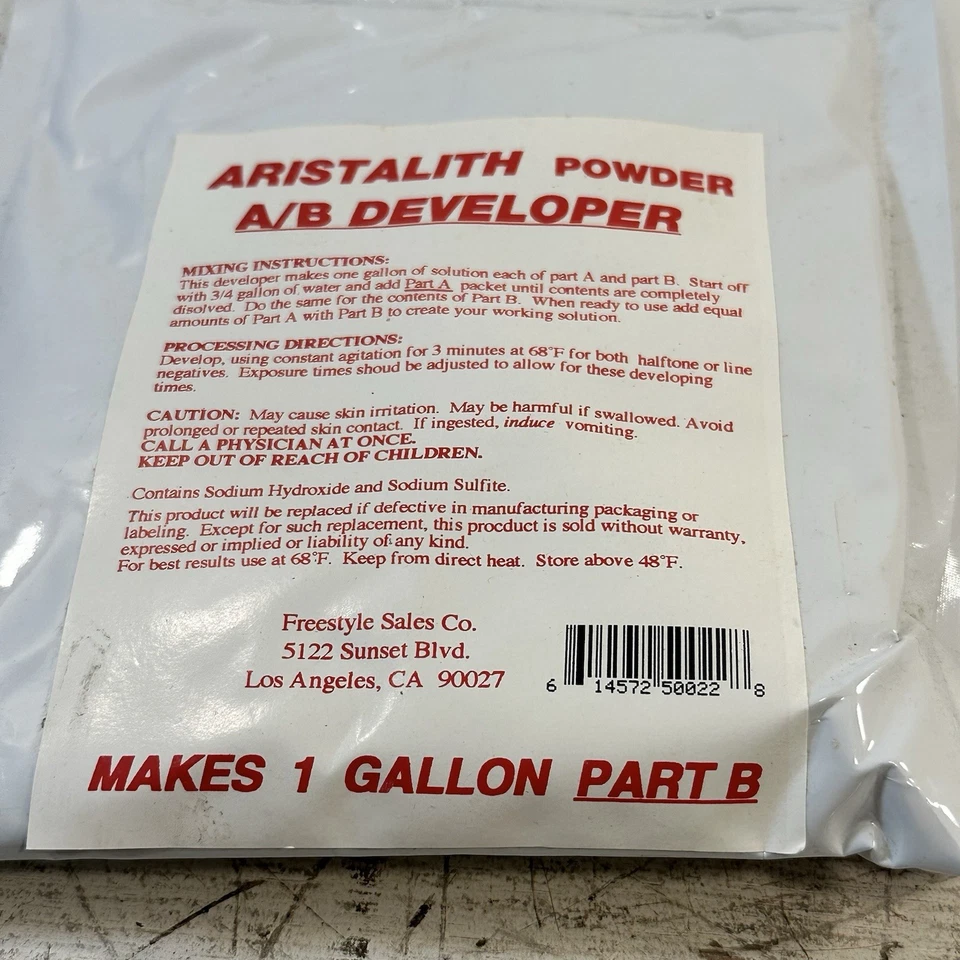 ARISTALITH POWDER
A/B DEVELOPER
MIXING INSTRUCTIONS:
This developer makes one gallon of solution each of part A and part B. Start off
with 3/4 gallon of water and add Part A packet until contents are completely
disolved. Do the same for the contents of Part B. When ready to use add equal
amounts of Part A with Part B to create your working solution.
PROCESSING DIRECTIONS:
Develop, using constant agitation for 3 minutes at 68°F for both halftone or line
negatives. Exposure times shoud be adjusted to allow for these developing
times.
CAUTION: May cause skin irritation. May be harmful if swallowed. Avoid
prolonged or repeated skin contact. If ingested, induce vomiting.
CALL A PHYSICIAN AT ONCE.
KEEP OUT OF REACH OF CHILDREN.
Contains Sodium Hydroxide and Sodium Sulfite.
This product will be replaced if defective in manufacturing packaging or
labeling. Except for such replacement, this procduct is sold without warranty,
expressed or implied or liability of any kind.
For best results use at 68°F. Keep from direct heat. Store above 48°F.
Freestyle Sales Co.
5122 Sunset Blvd.
Los Angeles, CA 90027
6 14572 50022 8
MAKES 1 GALLON PART B